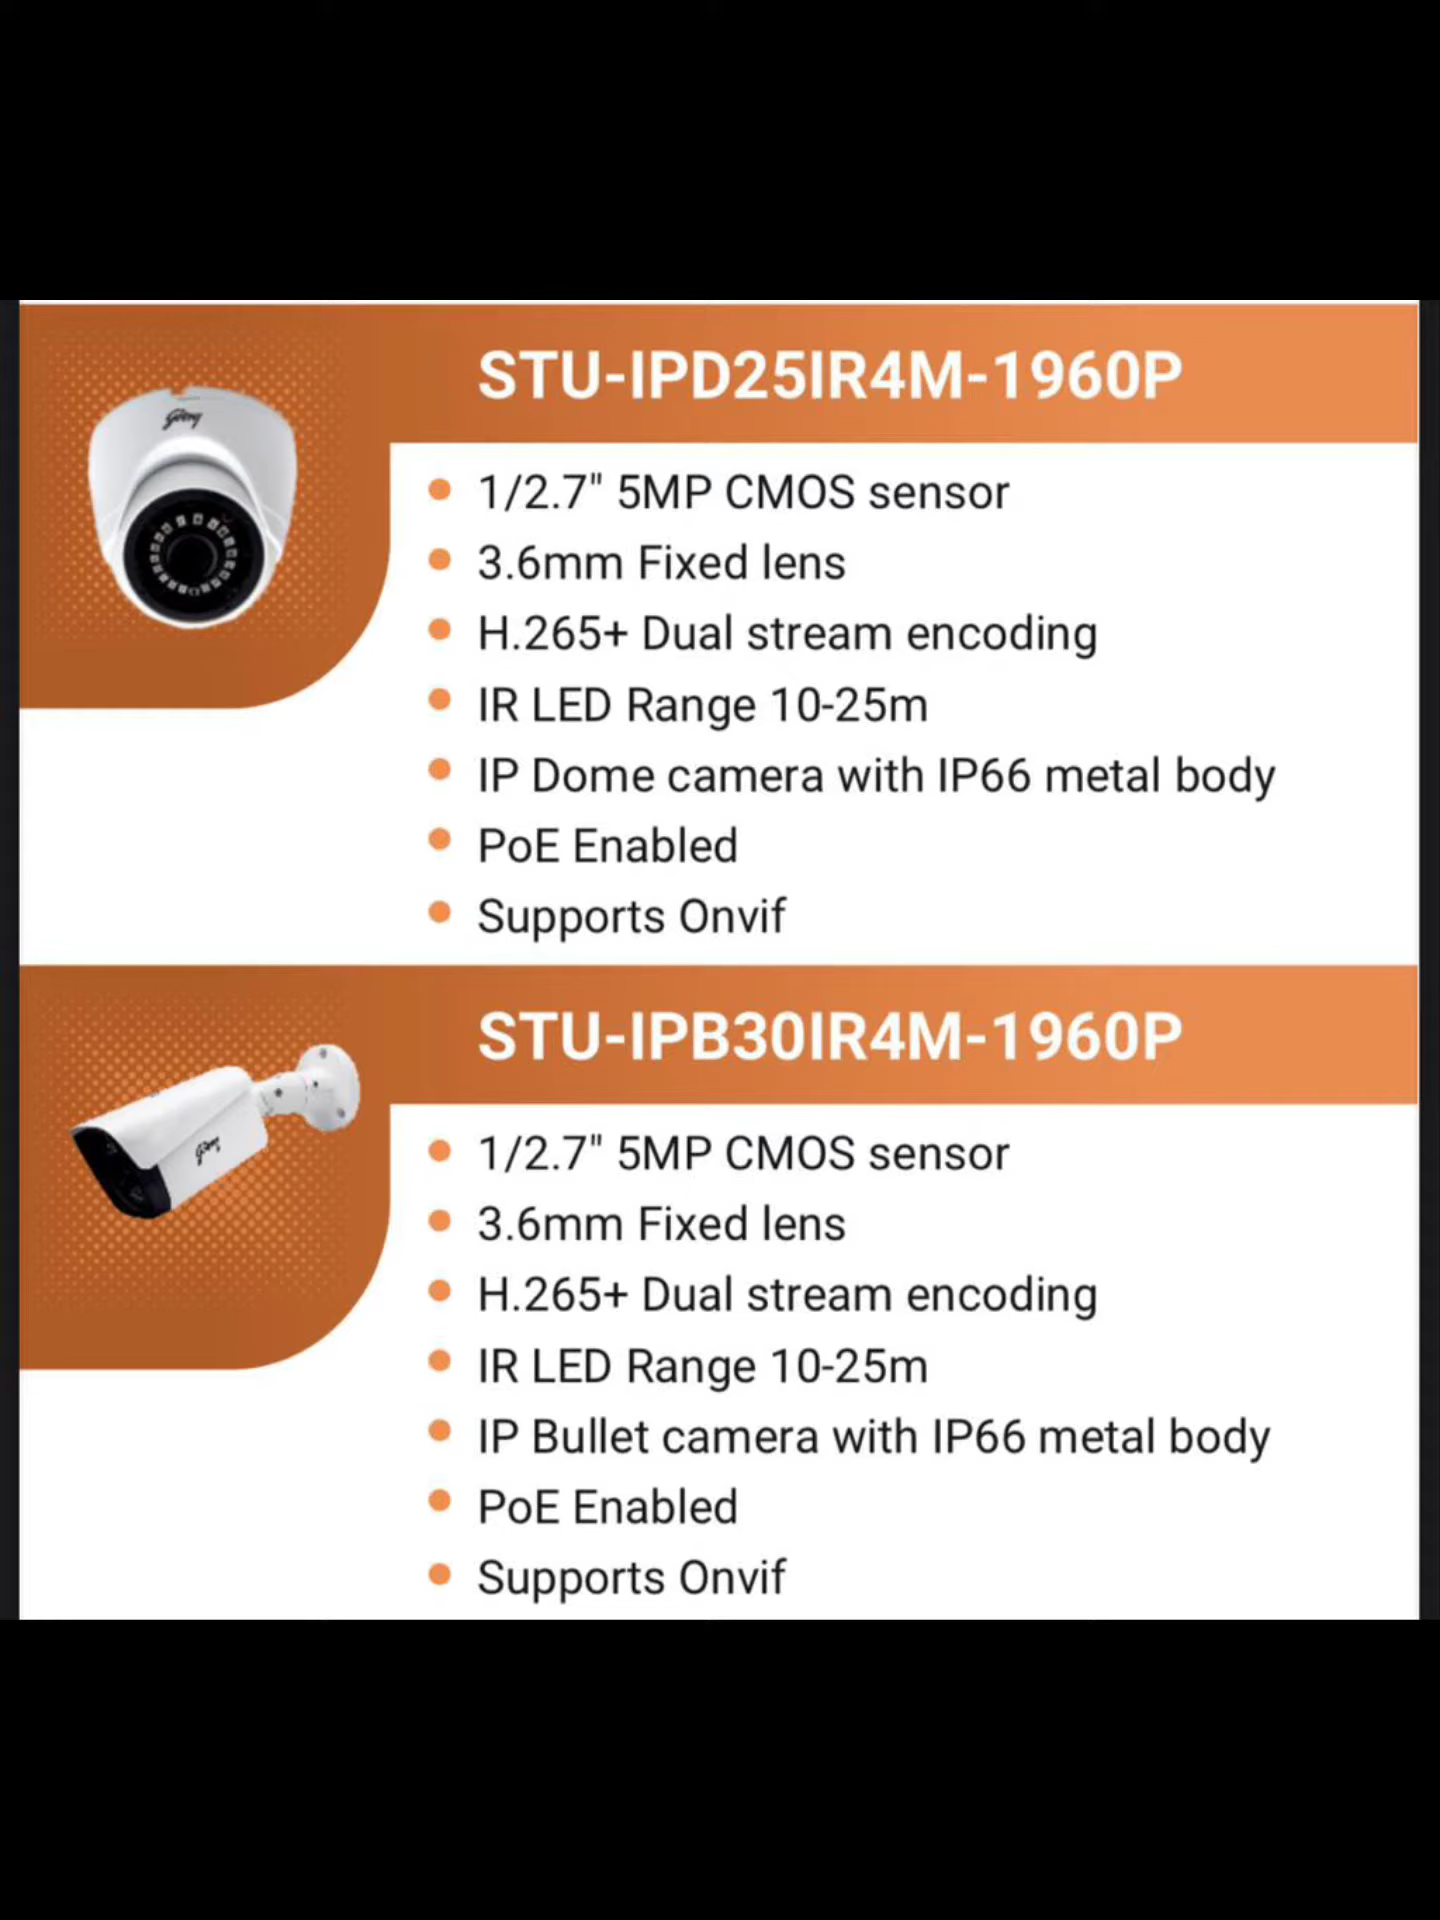 Godrej
STU-IPD25IR4M-1960P
1/2.7" 5MP CMOS sensor
3.6mm Fixed lens
H.265+ Dual stream encoding
IR LED Range 10-25m
IP Dome camera with IP66 metal body
PoE Enabled
Supports Onvif
Godrej
STU-IPB30IR4M-1960P
1/2.7" 5MP CMOS sensor
3.6mm Fixed lens
H.265+ Dual stream encoding
IR LED Range 10-25m
IP Bullet camera with IP66 metal body
PoE Enabled
Supports Onvif